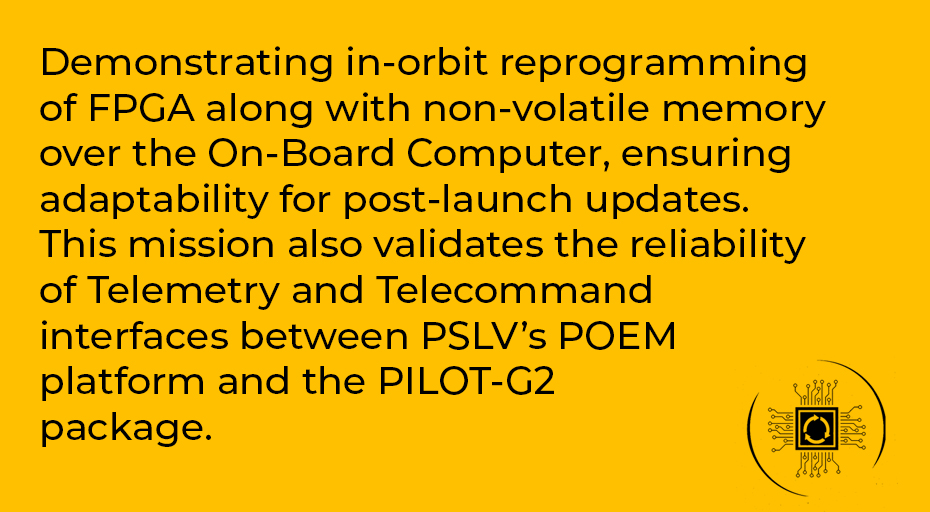 Demonstrating in-orbit reprogramming
of FPGA along with non-volatile memory
over the On-Board Computer, ensuring
adaptability for post-launch updates.
This mission also validates the reliability
of Telemetry and Telecommand
interfaces between PSLV’s POEM
platform and the PILOT-G2
package.